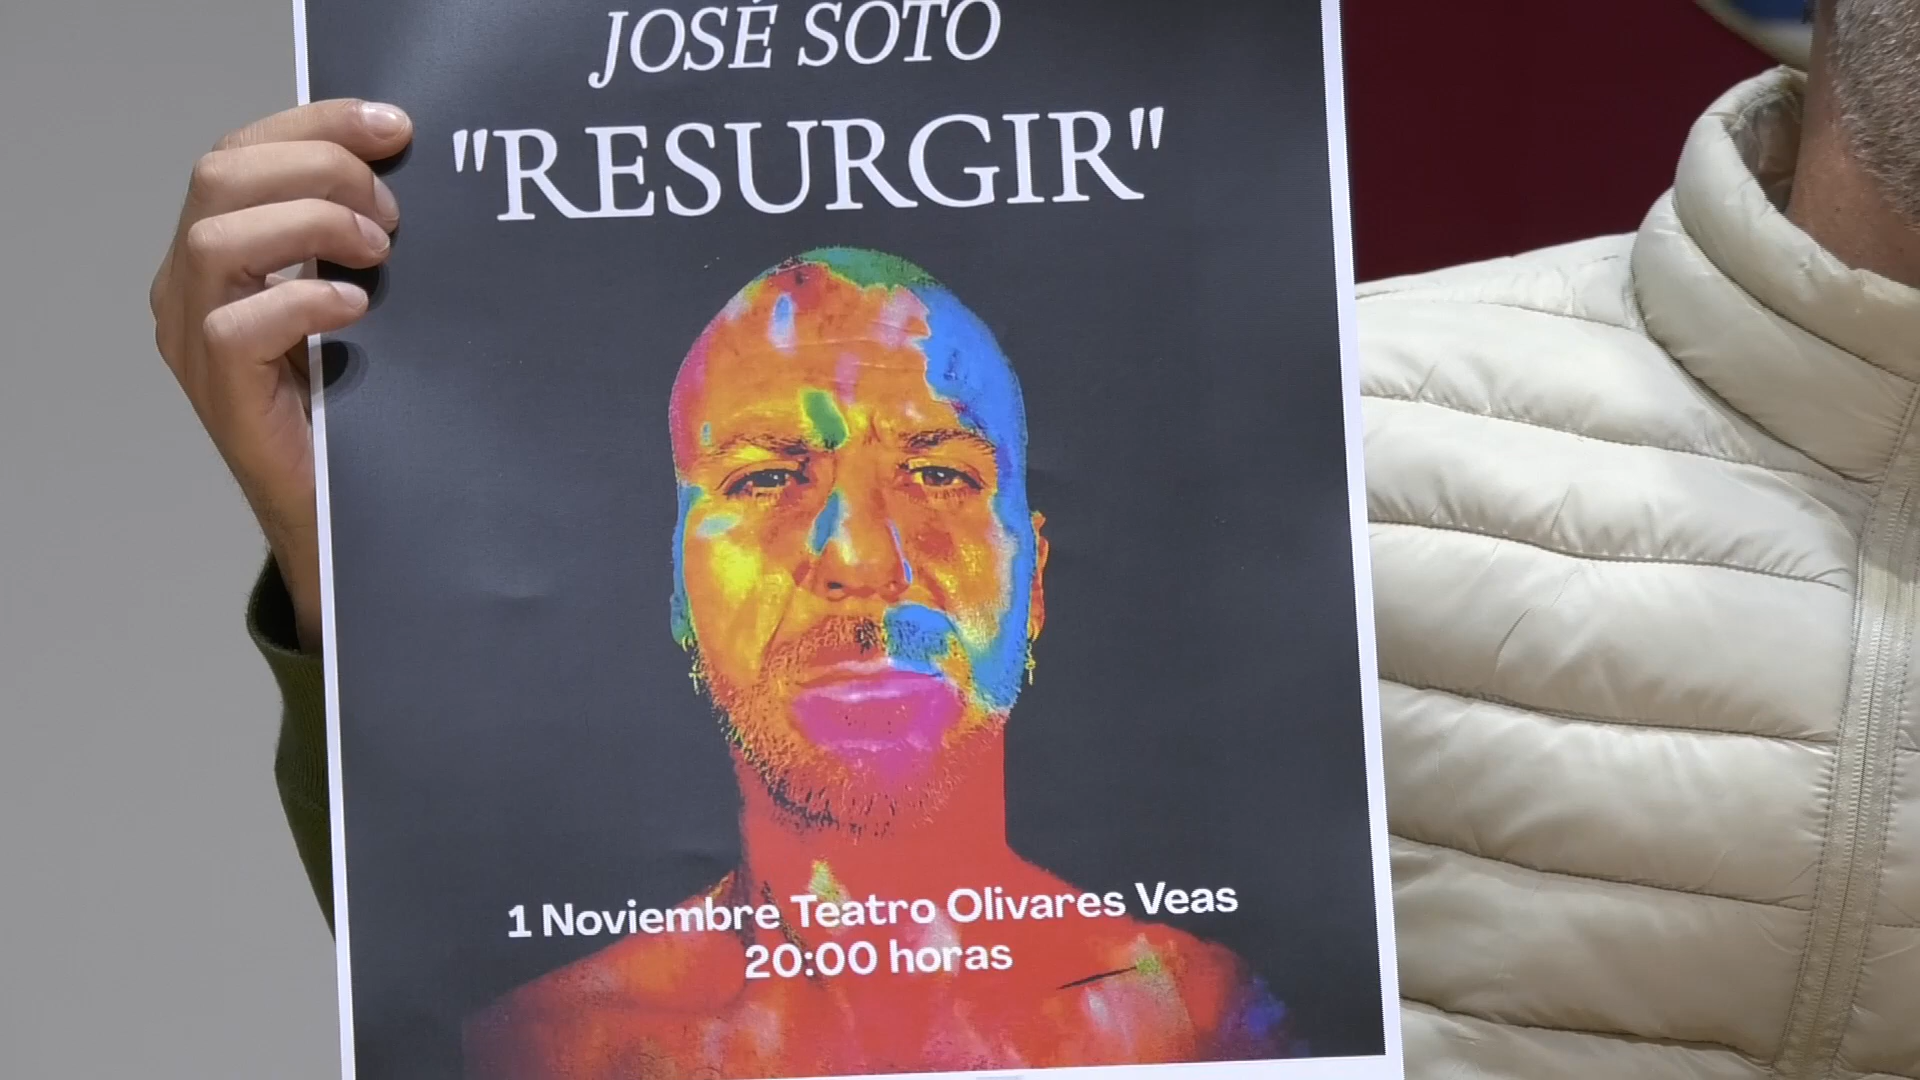 JOSÉ SOTO
"RESURGIR"
1 Noviembre Teatro Olivares Veas
20:00 horas